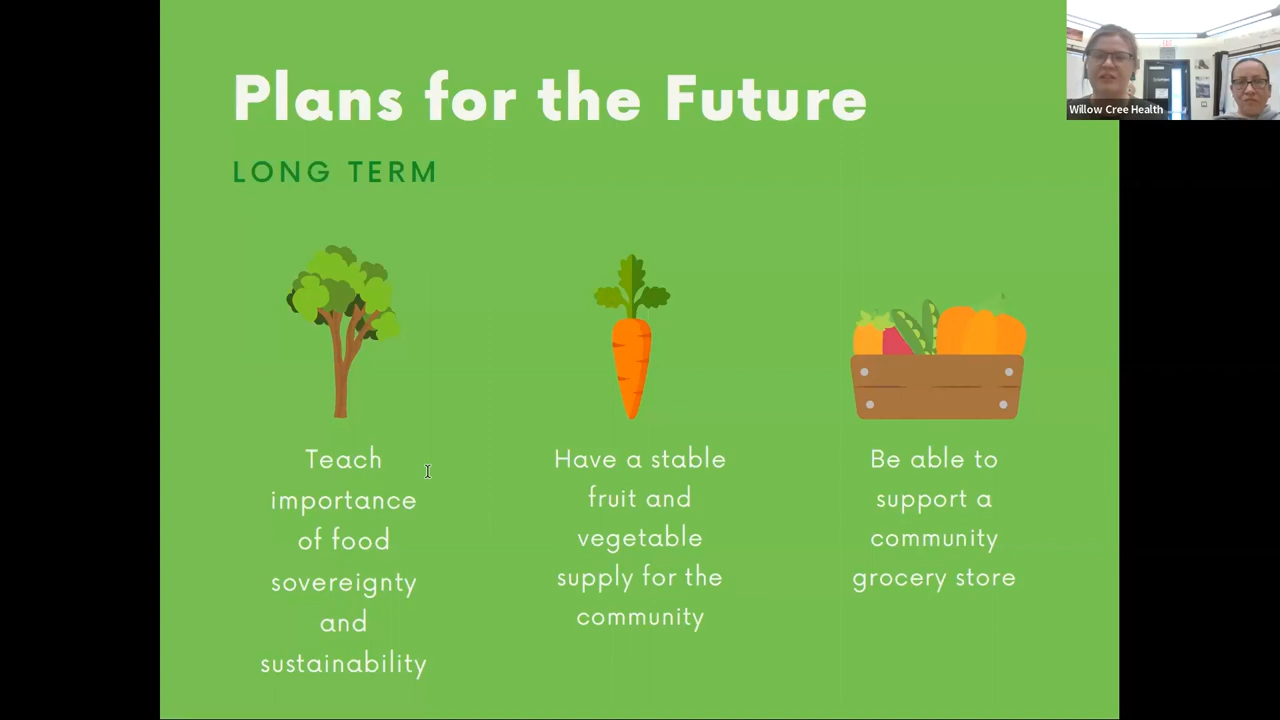 Plans for the Future
LONG TERM
Teach
importance
of food
sovereignty
and
sustainability
Have a stable
fruit and
vegetable
supply for the
community
Be able to
support a
community
grocery store
Willow Cree Health
EXIT